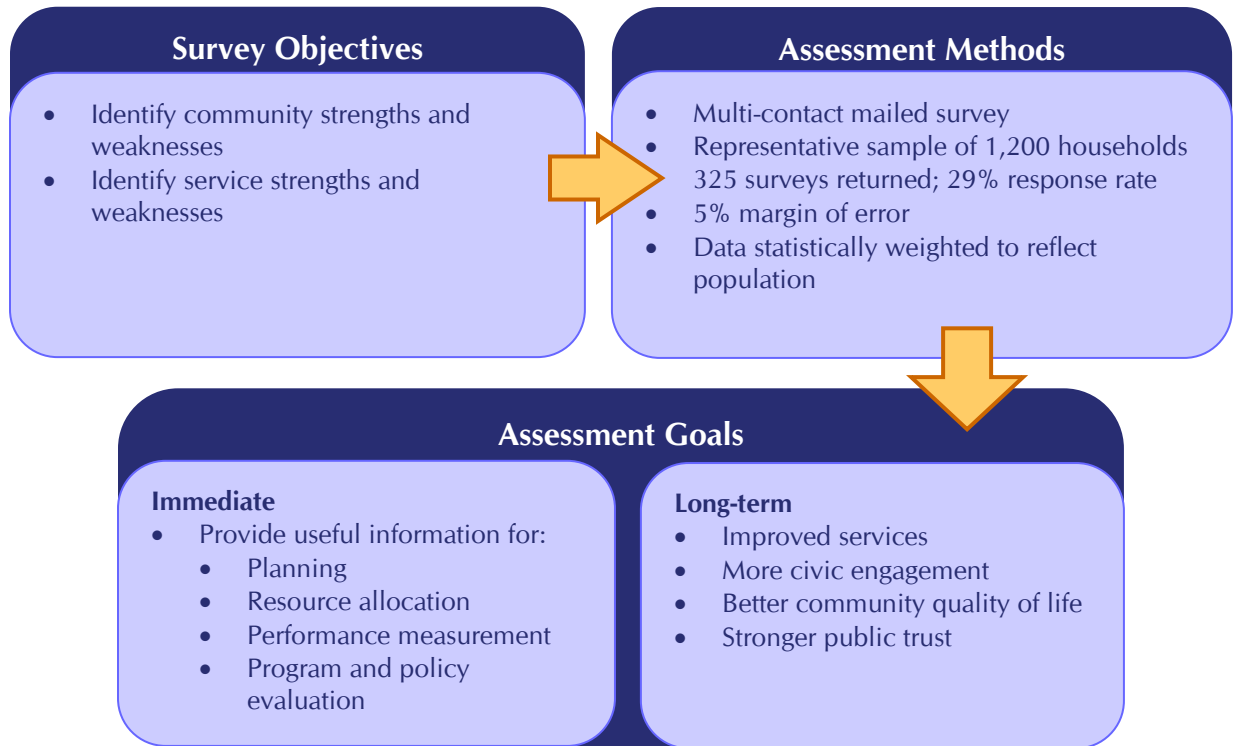 Survey Objectives
• Identify community strengths and
weaknesses
• Identify service strengths and
weaknesses
Assessment Methods
• Multi-contact mailed survey
• Representative sample of 1,200 households
325 surveys returned; 29% response rate
• 5% margin of error
• Data statistically weighted to reflect
population
Assessment Goals
Immediate
• Provide useful information for:
• Planning
• Resource allocation
• Performance measurement
• Program and policy
evaluation
Long-term
• Improved services
• More civic engagement
• Better community quality of life
• Stronger public trust